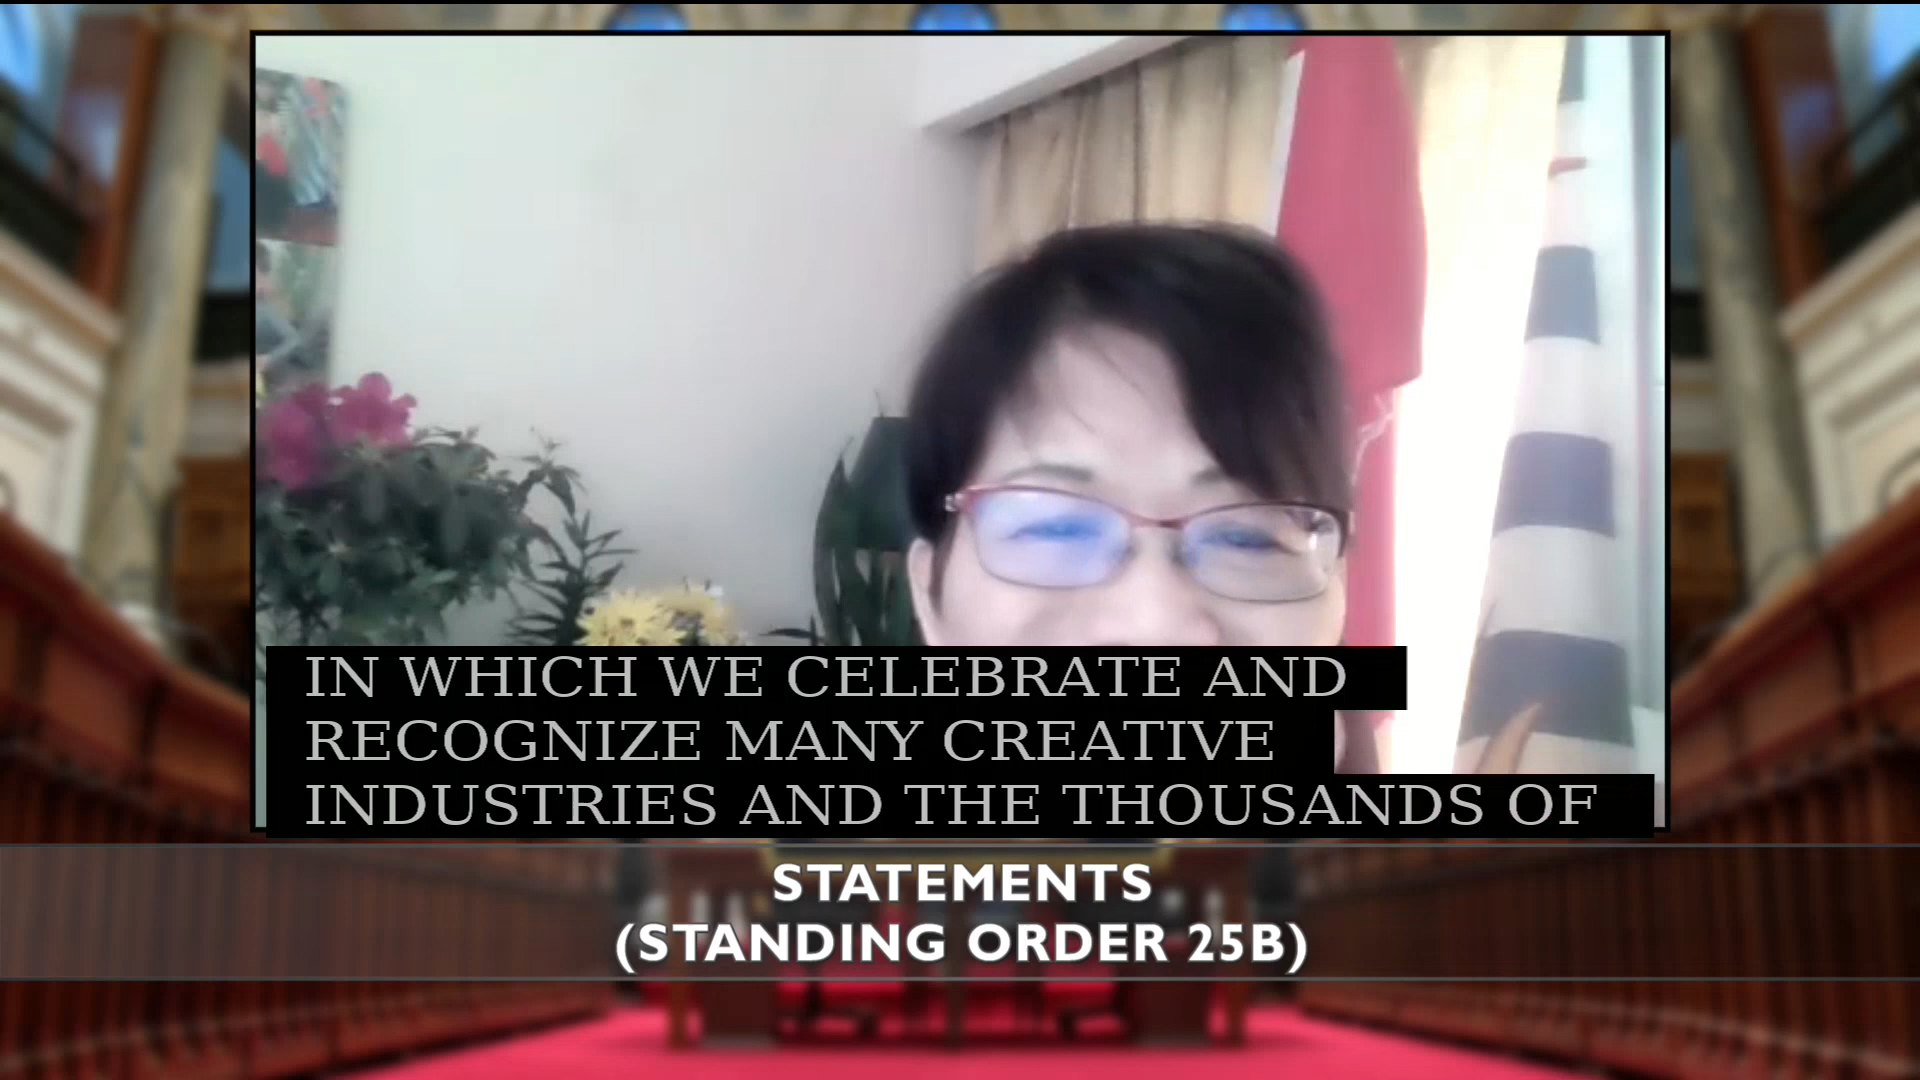 IN WHICH WE CELEBRATE AND
RECOGNIZE MANY CREATIVE
INDUSTRIES AND THE THOUSANDS OF
STATEMENTS
(STANDING ORDER 25B)